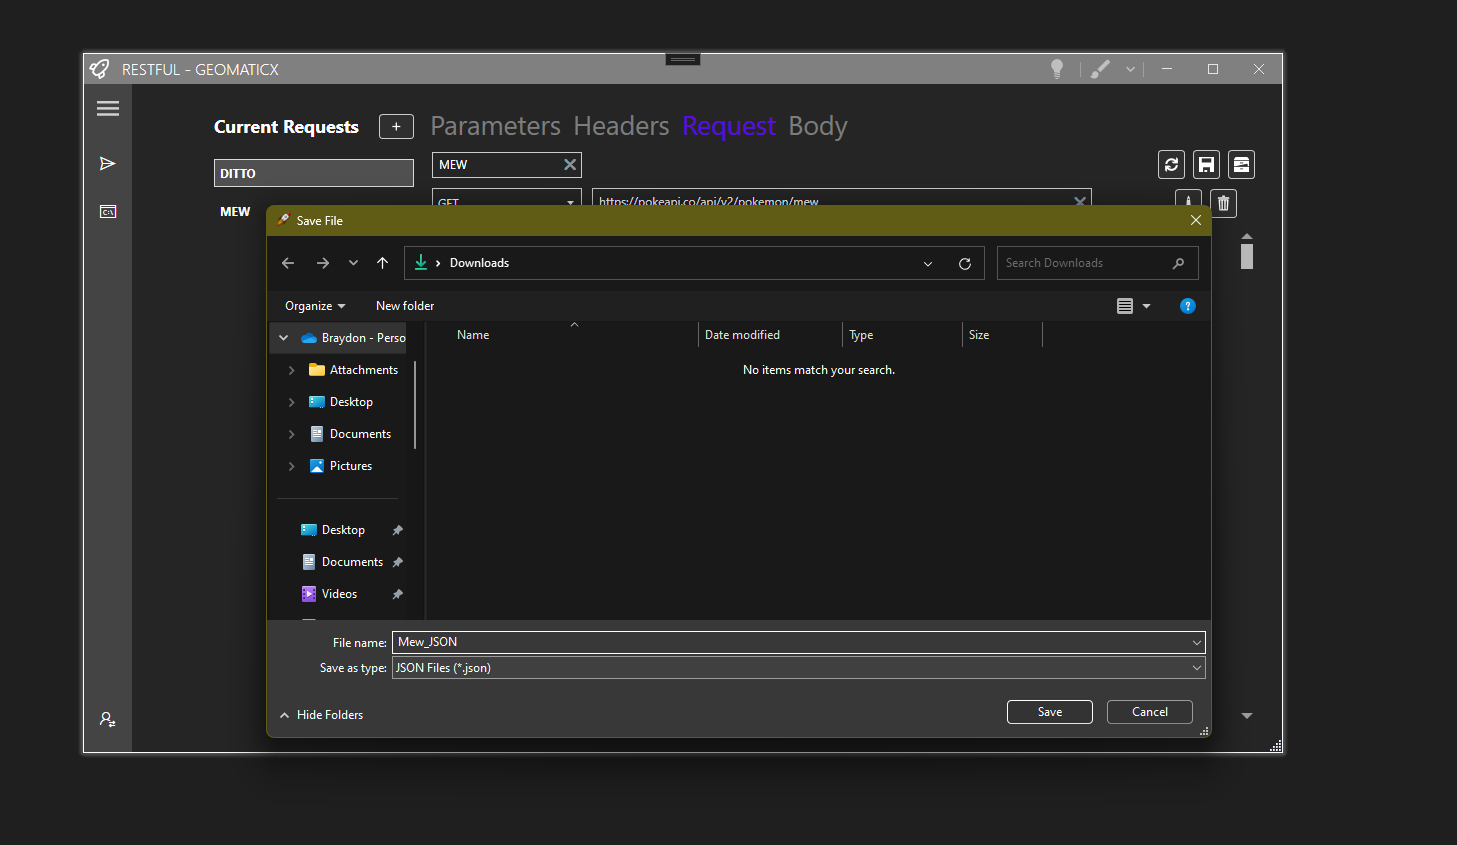 RESTFUL - GEOMATICX
Current Requests
+
Parameters Headers Request Body
DITTO
MEW
MEW
GET
https://pokeapi.co/api/v2/pokemon/mew
Save File
Downloads
Search Downloads
Organize
New folder
?
Braydon - Perso
Attachments
Desktop
Documents
Pictures
Desktop
Documents
Videos
Name
Date modified
Type
Size
No items match your search.
File name: Mew_JSON
Save as type: JSON Files (*.json)
Hide Folders
Save
Cancel